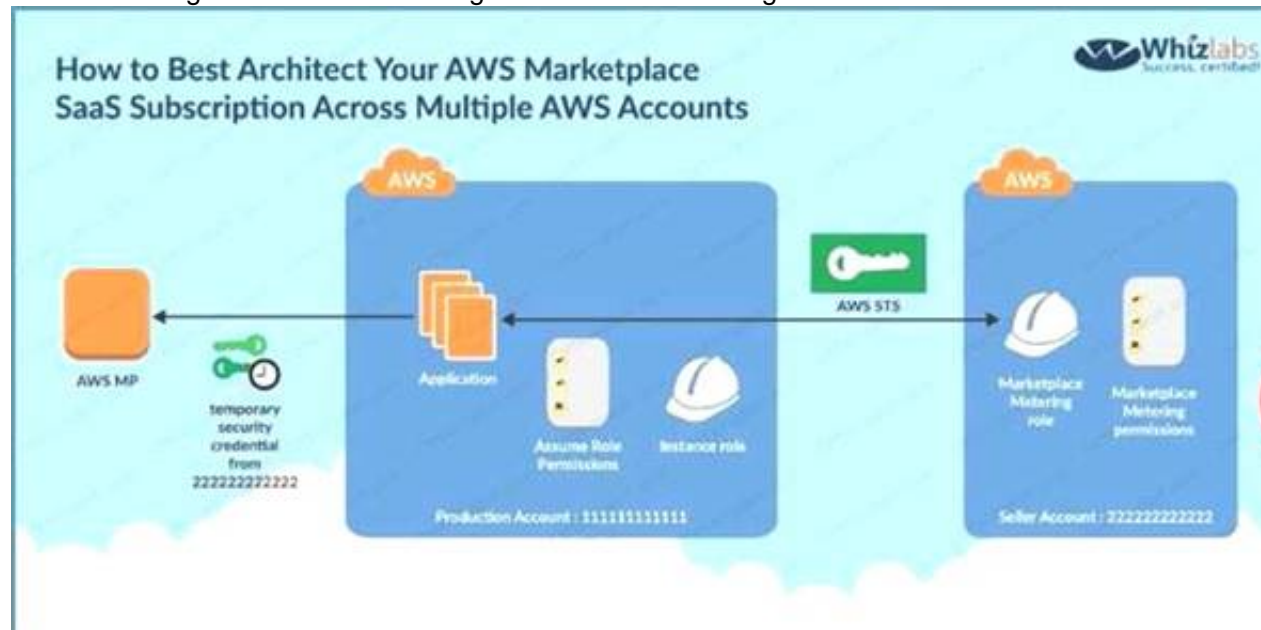 How to Best Architect Your AWS Marketplace
SaaS Subscription Across Multiple AWS Accounts
Whizlabs
Success. certified!
AWS
AWS
AWS STS
AWS MP
temporary
security
credential
from
222222222222
Application
Assume Role
Permissions
Instance role
Marketplace
Metering
role
Marketplace
Metering
permissions
Production Account : 111111111111
Seller Account : 222222222222